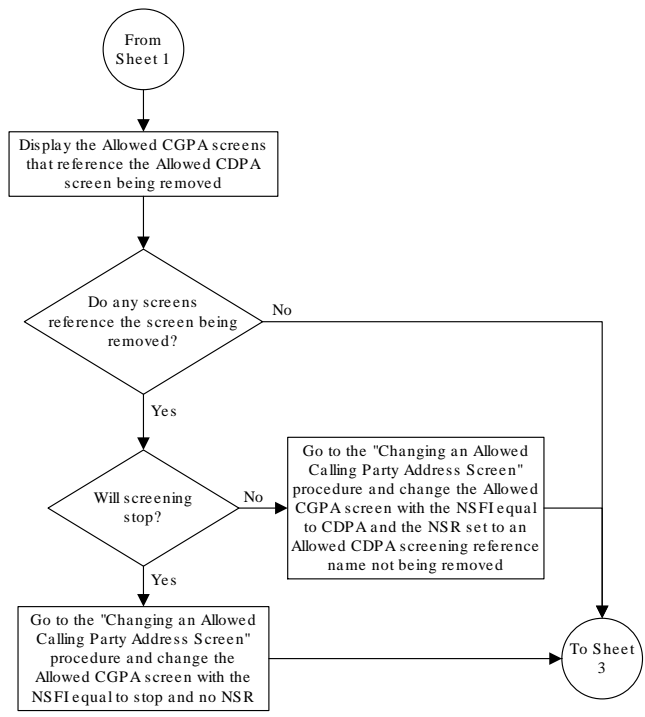 From
Sheet 1
Display the Allowed CGPA screens
that reference the Allowed CDPA
screen being removed
Do any screens
reference the screen being
removed?
No
Yes
Will screening
stop?
No
Go to the "Changing an Allowed
Calling Party Address Screen"
procedure and change the Allowed
CGPA screen with the NSFI equal
to CDPA and the NSR set to an
Allowed CDPA screening reference
name not being removed
Yes
Go to the "Changing an Allowed
Calling Party Address Screen"
procedure and change the
Allowed CGPA screen with the
NSFI equal to stop and no NSR
To Sheet
3